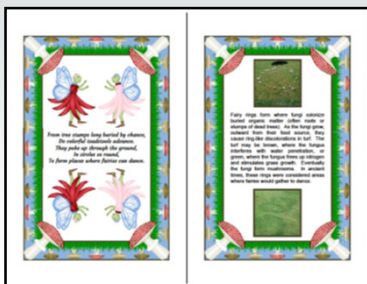 From tree stumps long buried by chance,
Do colorful toadstools advance.
They poke up through the ground,
In circles so round,
To form places where fairies can dance.
Fairy rings form where fungi colonize
buried organic matter (often roots or
stumps of dead trees). As the fungi grow,
outward from their food source, they
cause ring-like discolorations in turf. The
turf may be brown, where the fungus
interferes with water penetration, or
green, where the fungus frees up nitrogen
and stimulates grass growth. Eventually
the fungi form mushrooms. In ancient
times, these rings were considered areas
where fairies would gather to dance.